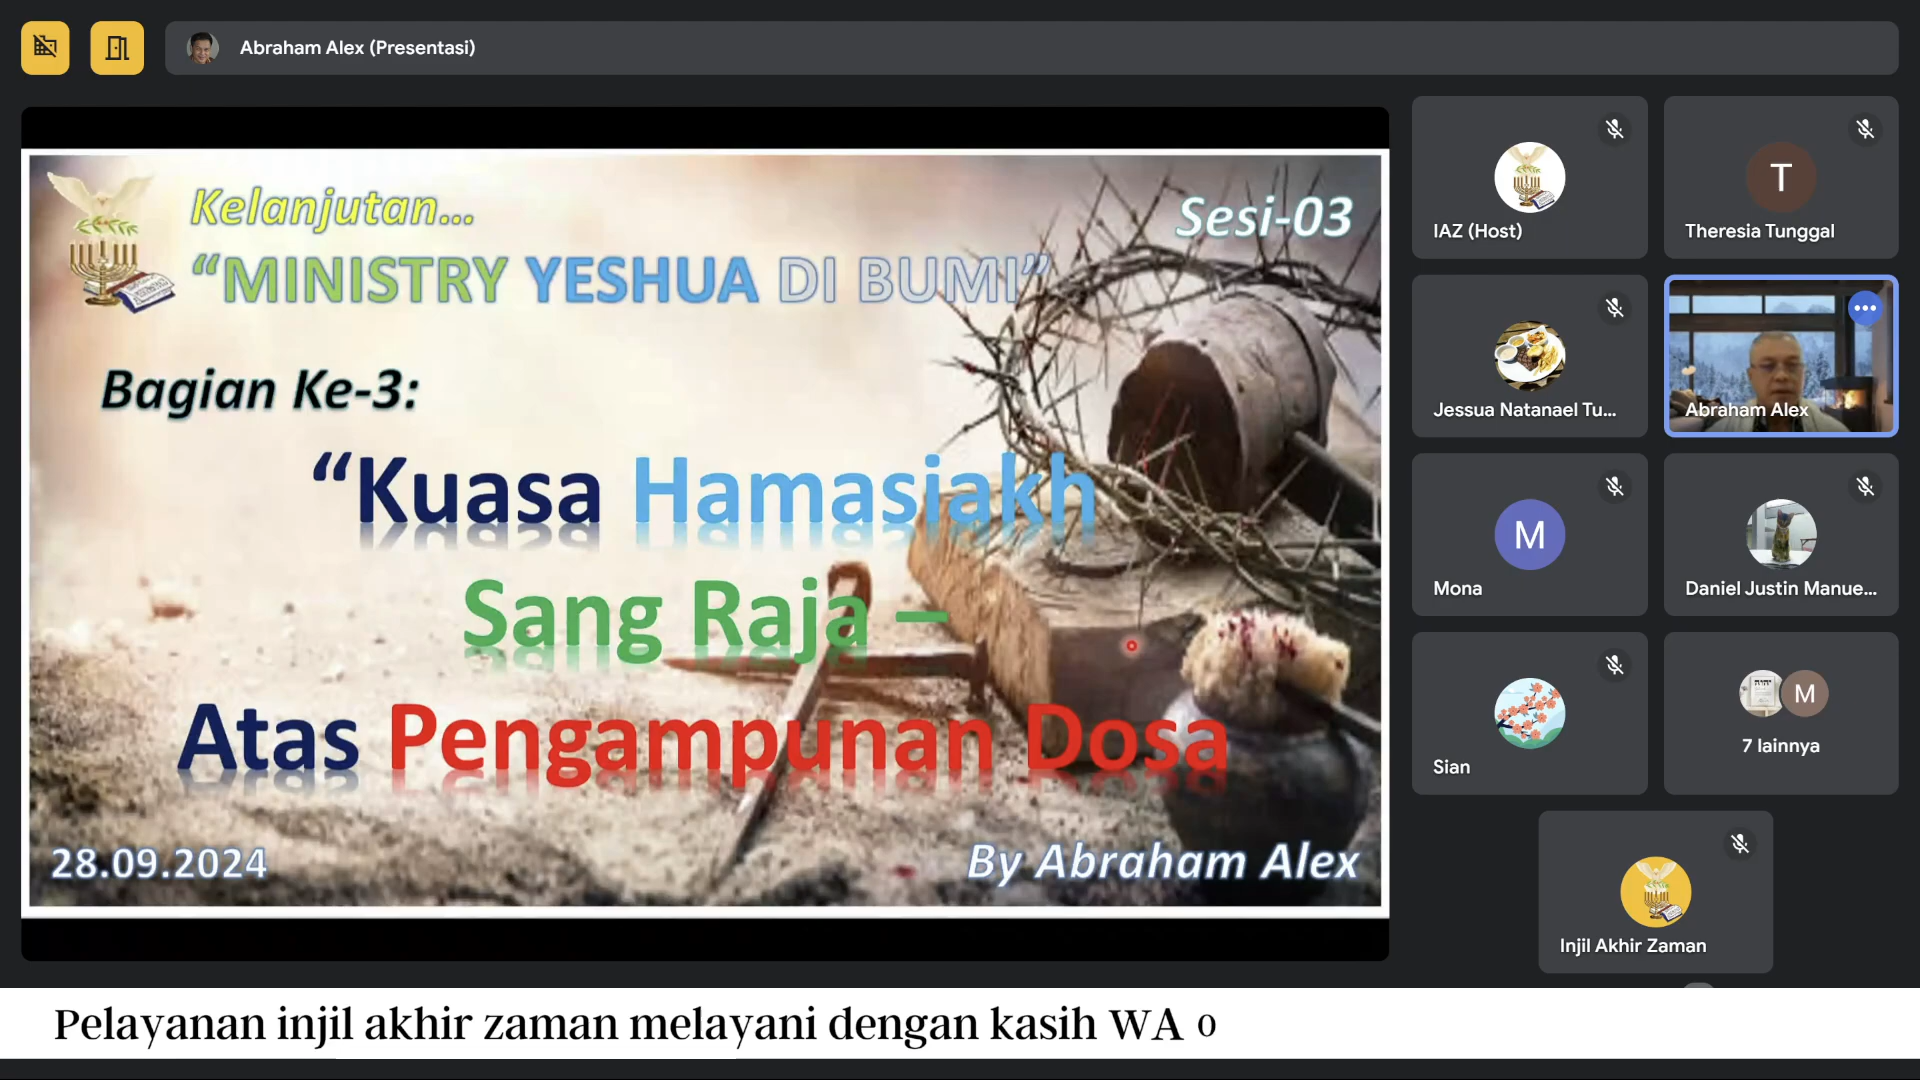 Abraham Alex (Presentasi)
Kelanjutan...
Sesi-03
“MINISTRY YESHUA DI BUMI”
Bagian Ke-3:
“Kuasa Hamasiakh
Sang Raja –
Atas Pengampunan Dosa
28.09.2024
By Abraham Alex
IAZ (Host)
T
Theresia Tunggal
Jessua Natanael Tu...
Abraham Alex
M
Mona
Daniel Justin Manue...
Sian
יהוה
M
7 lainnya
Injil Akhir Zaman
Pelayanan injil akhir zaman melayani dengan kasih WA 0